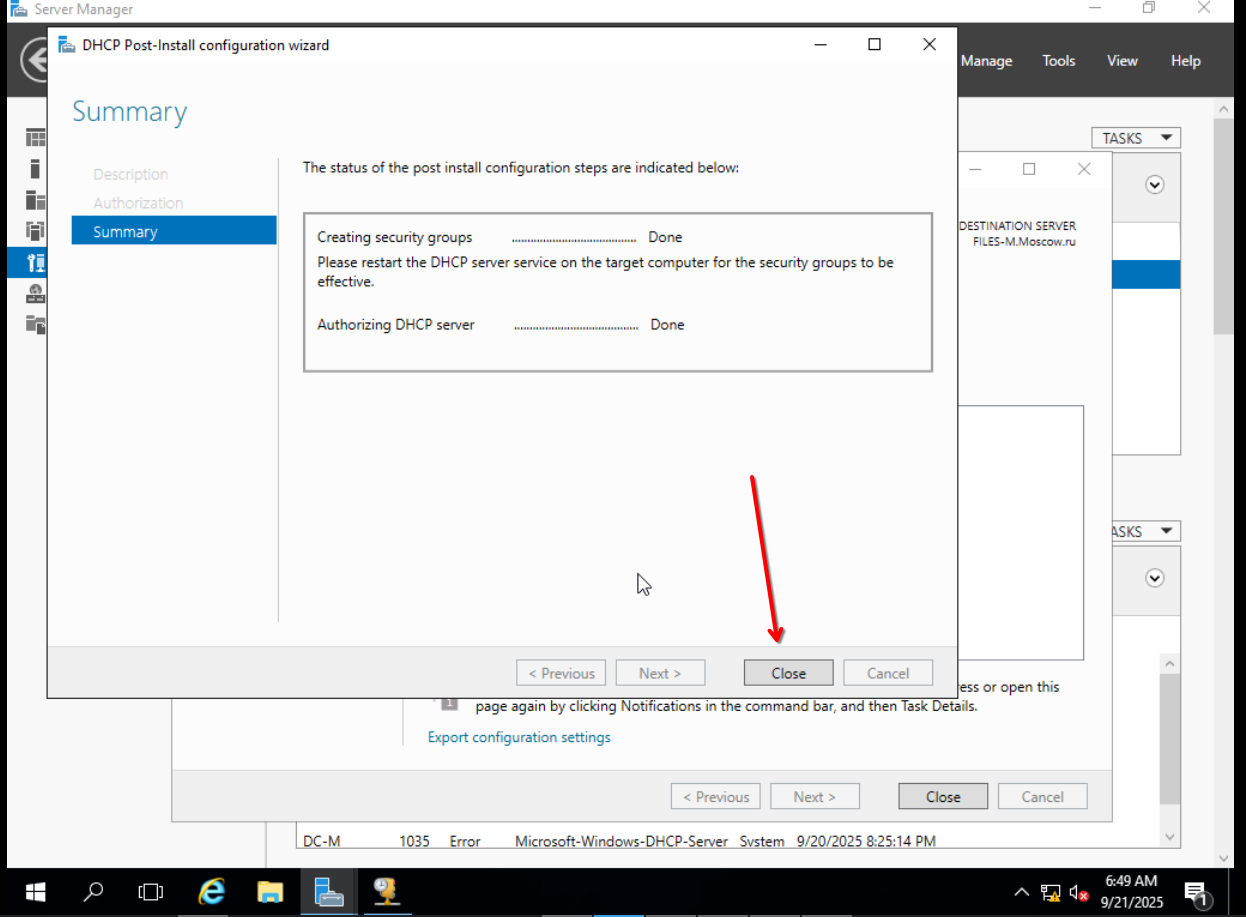 Server Manager
DHCP Post-Install configuration wizard
Manage Tools View Help
Summary
TASKS
Description
Authorization
Summary
The status of the post install configuration steps are indicated below:
Creating security groups ........................................ Done
Please restart the DHCP server service on the target computer for the security groups to be
effective.
Authorizing DHCP server ........................................ Done
DESTINATION SERVER
FILES-M.Moscow.ru
ASKS
< Previous Next > Close Cancel
ress or open this
1
page again by clicking Notifications in the command bar, and then Task Details.
Export configuration settings
< Previous Next > Close Cancel
DC-M 1035 Error Microsoft-Windows-DHCP-Server System 9/20/2025 8:25:14 PM
6:49 AM
9/21/2025
1